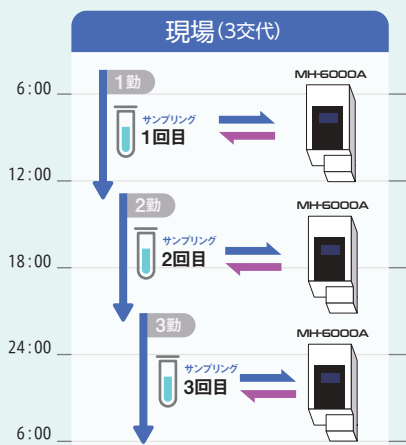 現場(3交代)
1勤
MH-6000A
6:00
サンプリング
1回目
12:00
2勤
MH-6000A
サンプリング
2回目
18:00
3勤
MH-6000A
24:00
サンプリング
3回目
6:00